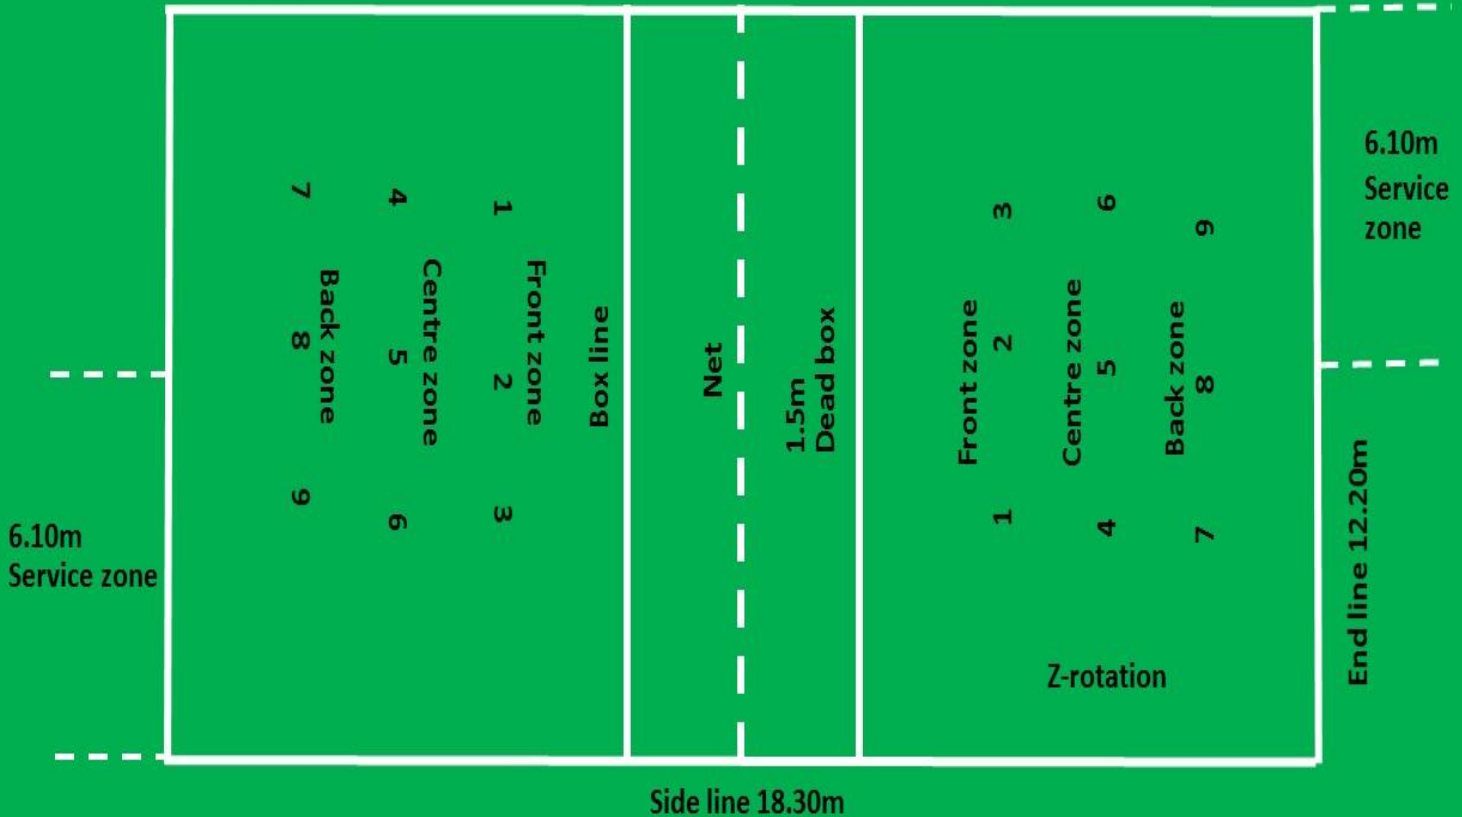 7
4
1
Back zone
Centre zone
Front zone
Box line
8
5
2
9
6
3
6.10m
Service zone
Net
1.5m
Dead box
3
6
9
Front zone
Centre zone
Back zone
2
5
8
1
4
7
Z-rotation
6.10m
Service
zone
End line 12.20m
Side line 18.30m